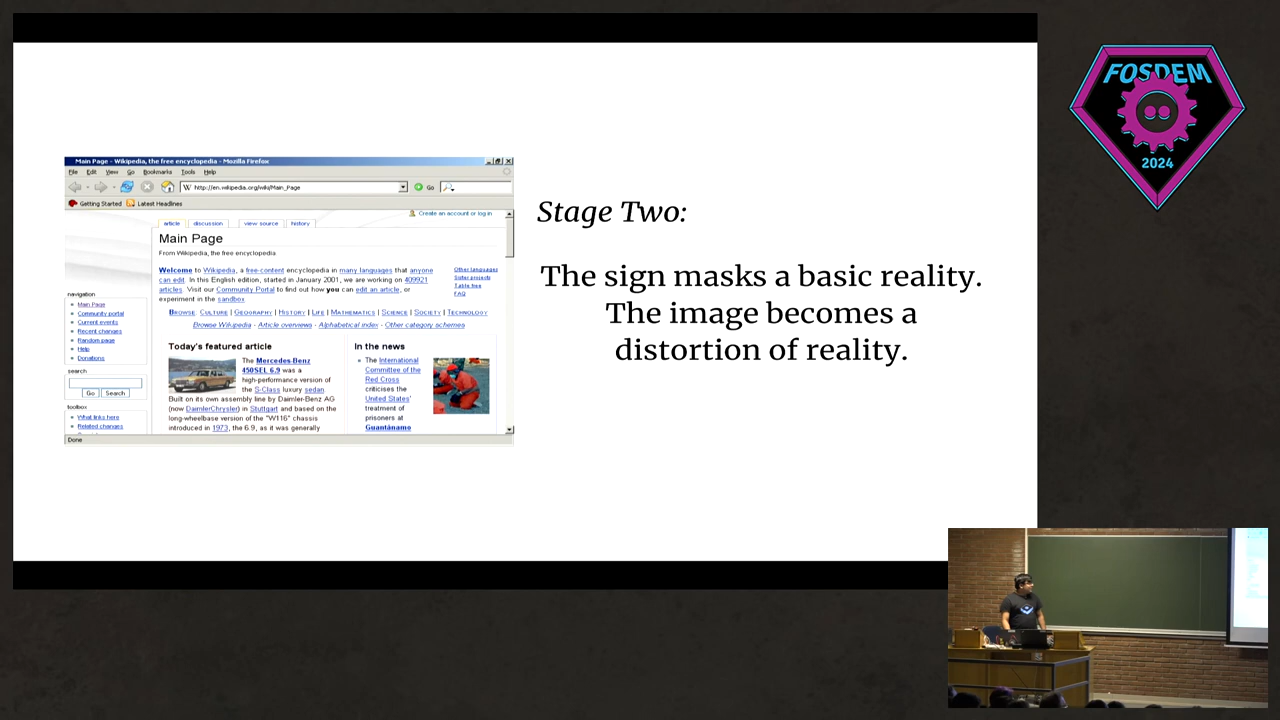 Main Page - Wikipedia, the free encyclopedia - Mozilla Firefox
File Edit View Go Bookmarks Tools Help
http://en.wikipedia.org/wiki/Main_Page Go
Getting Started Latest Headlines
Create an account or log in
article discussion view source history
Main Page
From Wikipedia, the free encyclopedia
Welcome to Wikipedia, a free-content encyclopedia in many languages that anyone
can edit. In this English edition, started in January 2001, we are working on 409921
articles. Visit our Community Portal to find out how you can edit an article, or
experiment in the sandbox
Other languages
Sister projects
Table free
FAQ
Browse: Culture | Geography | History | Life | Mathematics | Science | Society | Technology
Browse Wikipedia · Article overviews · Alphabetical index · Other category schemes
navigation
Main Page
Community portal
Current events
Recent changes
Random page
Help
Donations
search
Go Search
toolbox
What links here
Related changes
Today's featured article
The Mercedes-Benz
450SEL 6.9 was a
high-performance version of
the S-Class luxury sedan.
Built on its own assembly line by Daimler-Benz AG
(now DaimlerChrysler) in Stuttgart and based on the
long-wheelbase version of the "W116" chassis
introduced in 1973, the 6.9, as it was generally
In the news
The International
Committee of the
Red Cross
criticises the
United States'
treatment of
prisoners at
Guantánamo
Done
Stage Two:
The sign masks a basic reality.
The image becomes a
distortion of reality.
FOSDEM
2024